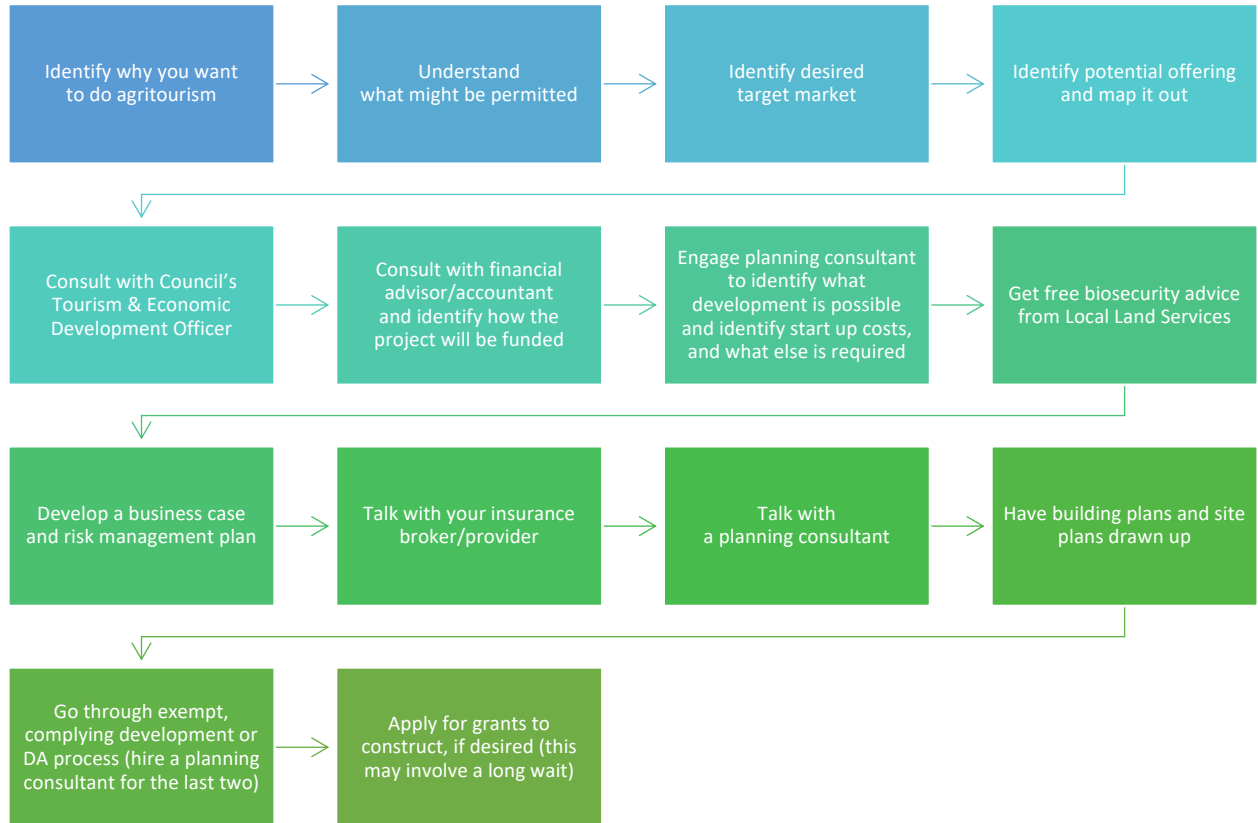 Identify why you want
to do agritourism
Understand
what might be permitted
Identify desired
target market
Identify potential offering
and map it out
Consult with Council’s
Tourism & Economic
Development Officer
Consult with financial
advisor/accountant
and identify how the
project will be funded
Engage planning consultant
to identify what
development is possible
and identify start up costs,
and what else is required
Get free biosecurity advice
from Local Land Services
Develop a business case
and risk management plan
Talk with your insurance
broker/provider
Talk with
a planning consultant
Have building plans and site
plans drawn up
Go through exempt,
complying development or
DA process (hire a planning
consultant for the last two)
Apply for grants to
construct, if desired (this
may involve a long wait)